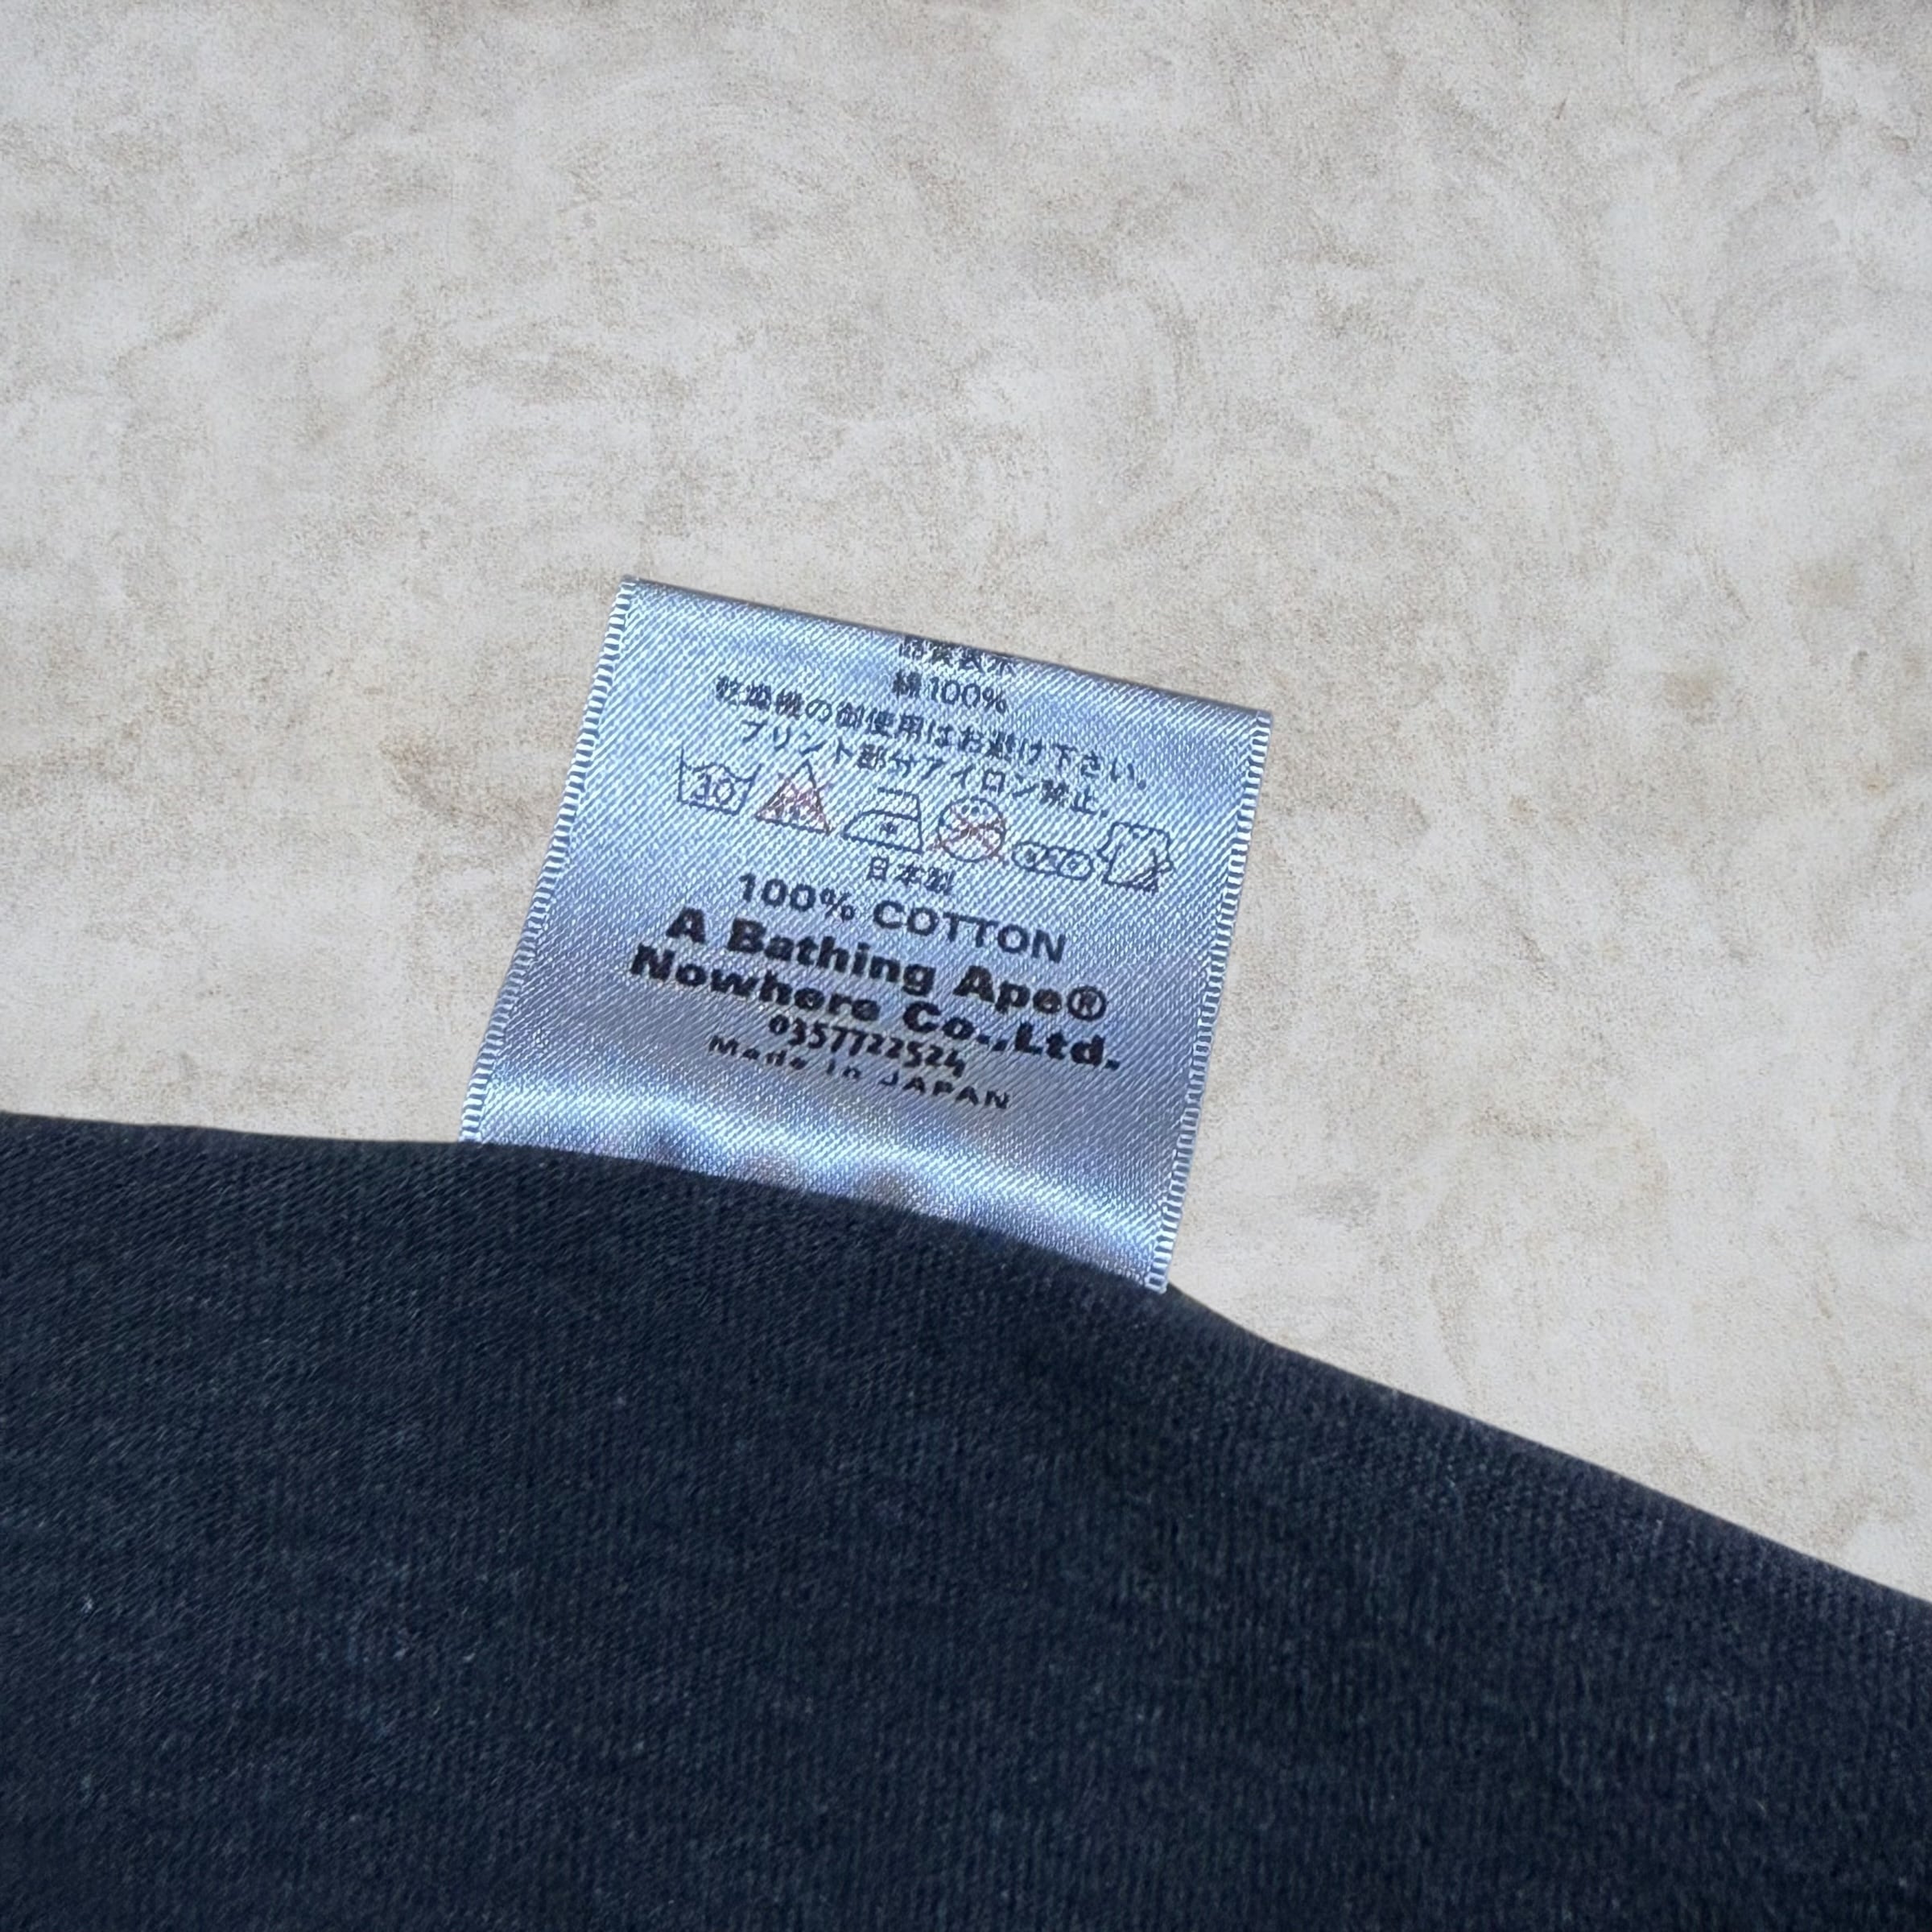 品質表示
綿100%
乾燥機の御使用はお避け下さい。
プリント部分アイロン禁止。
30
日本製
100% COTTON
A Bathing Ape®
Nowhere Co.,Ltd.
0357722524
Made in JAPAN